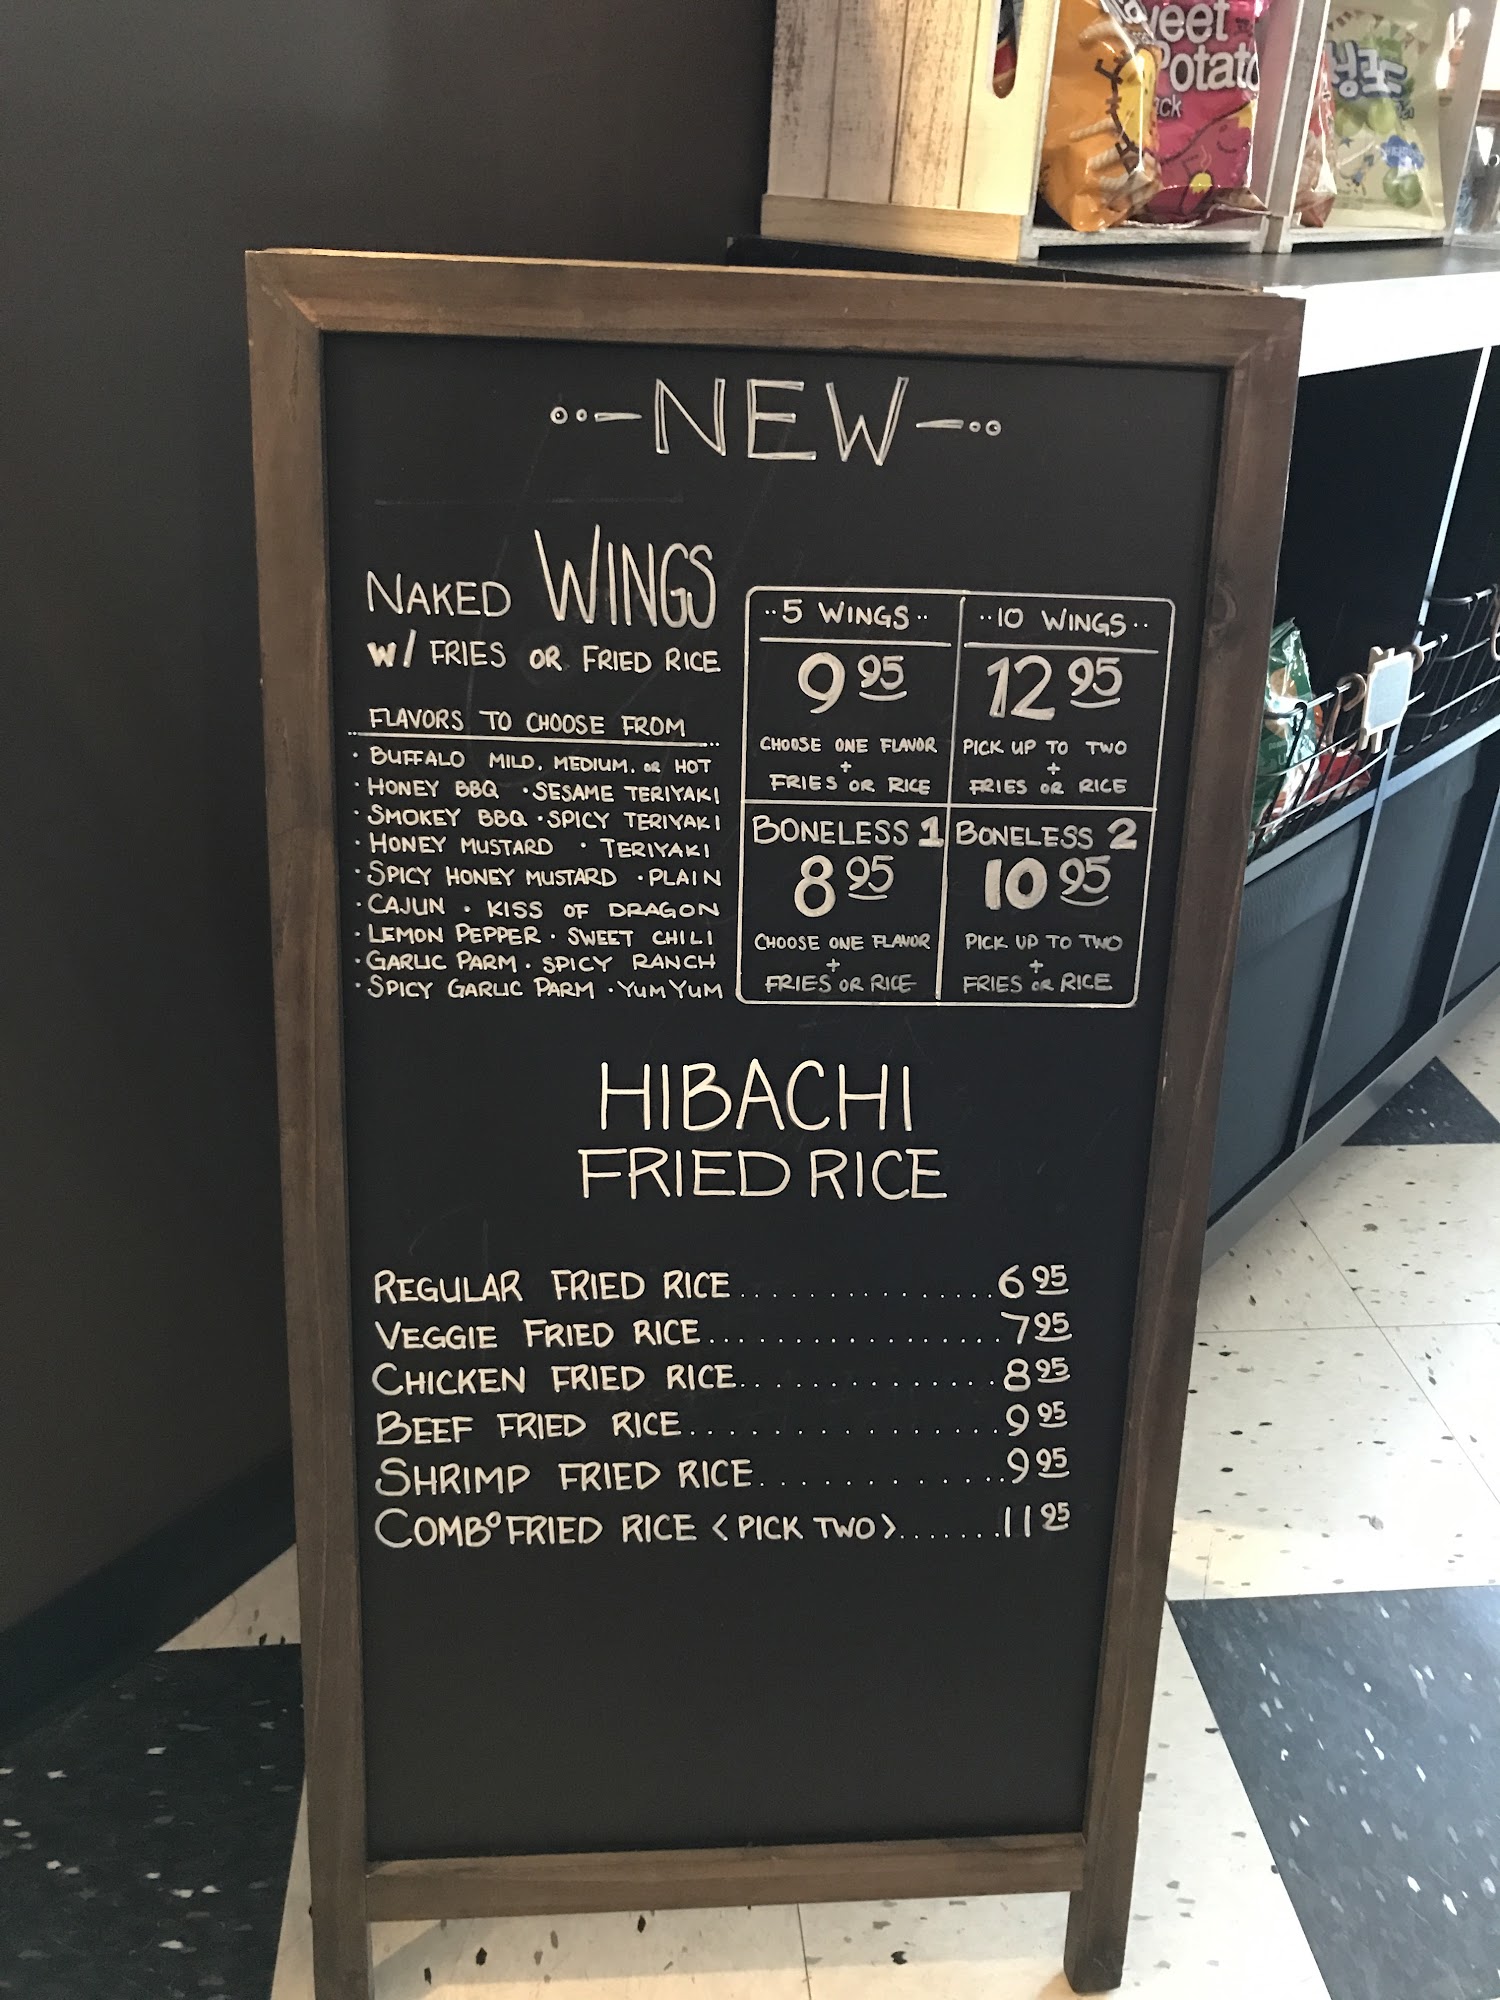 NEW
NAKED WINGS
W/ FRIES OR FRIED RICE
FLAVORS TO CHOOSE FROM
· BUFFALO MILD, MEDIUM, OR HOT
· HONEY BBQ · SESAME TERIYAKI
· SMOKEY BBQ · SPICY TERIYAKI
· HONEY MUSTARD · TERIYAKI
· SPICY HONEY MUSTARD · PLAIN
· CAJUN · KISS OF DRAGON
· LEMON PEPPER · SWEET CHILI
· GARLIC PARM · SPICY RANCH
· SPICY GARLIC PARM · YUM YUM
··5 WINGS··
9 95
CHOOSE ONE FLAVOR
+
FRIES OR RICE
··10 WINGS··
12 95
PICK UP TO TWO
+
FRIES OR RICE
BONELESS 1
8 95
CHOOSE ONE FLAVOR
+
FRIES OR RICE
BONELESS 2
10 95
PICK UP TO TWO
+
FRIES OR RICE
HIBACHI
FRIED RICE
REGULAR FRIED RICE...............6 95
VEGGIE FRIED RICE.................7 95
CHICKEN FRIED RICE..............8 95
BEEF FRIED RICE................9 95
SHRIMP FRIED RICE............9 95
COMBO FRIED RICE <PICK TWO>.......11 95
weet
Potato